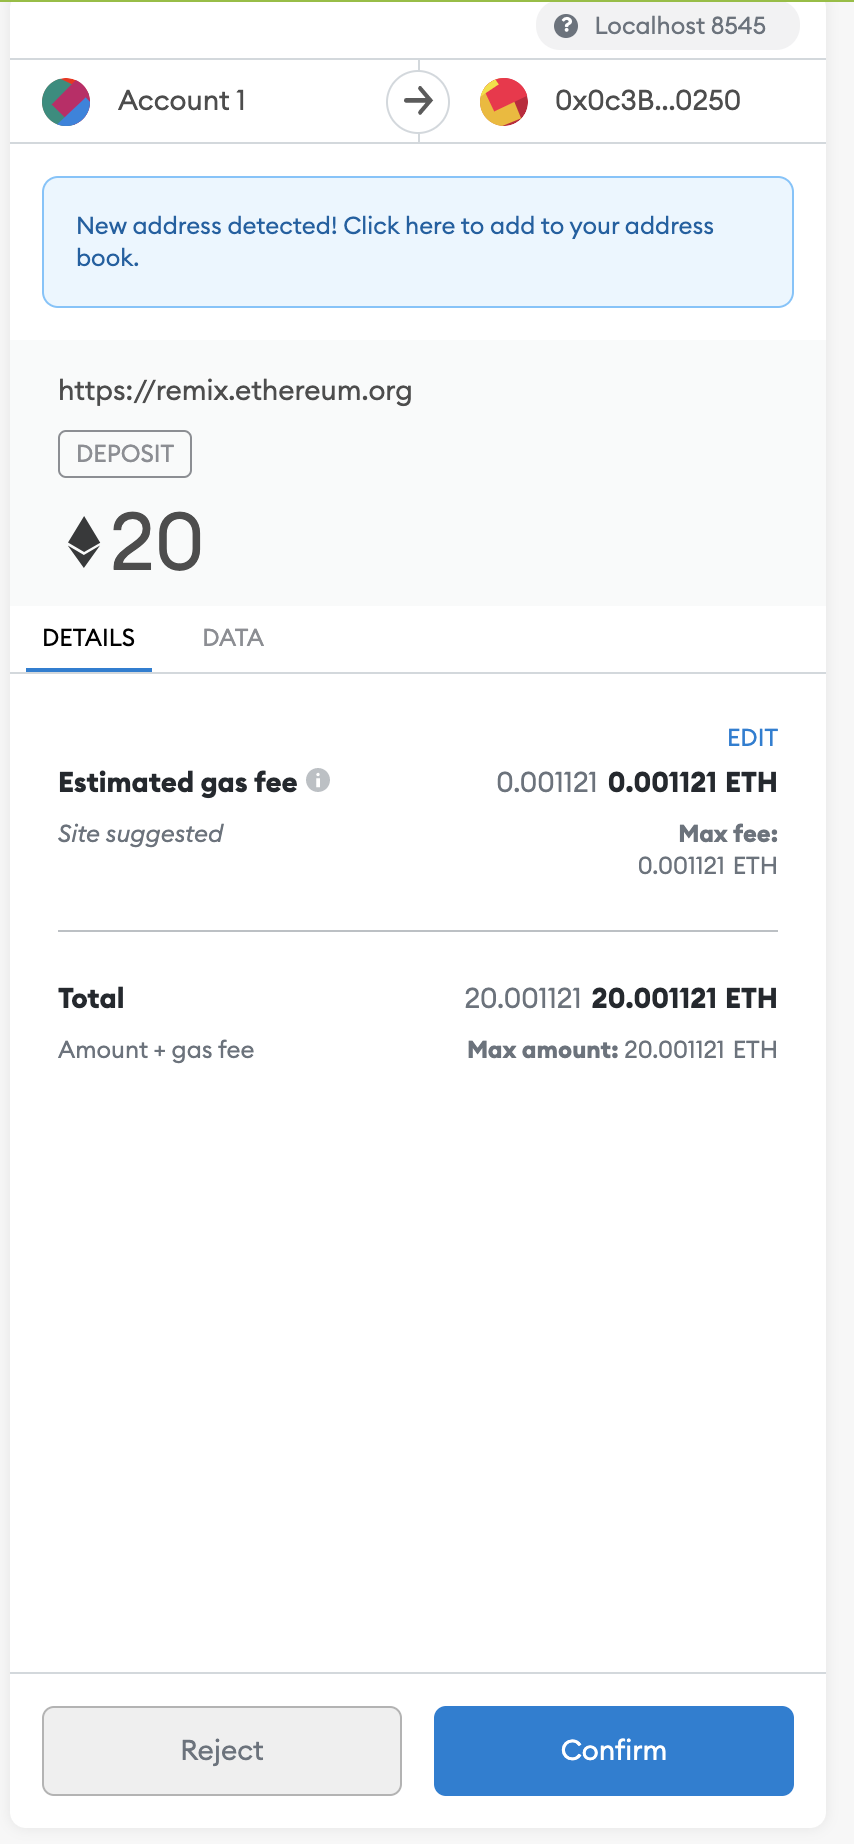 Localhost 8545
Account 1
0x0c3B...0250
New address detected! Click here to add to your address
book.
https://remix.ethereum.org
DEPOSIT
20
DETAILS DATA
EDIT
Estimated gas fee 0.001121 0.001121 ETH
Site suggested Max fee:
0.001121 ETH
Total 20.001121 20.001121 ETH
Amount + gas fee Max amount: 20.001121 ETH
Reject Confirm